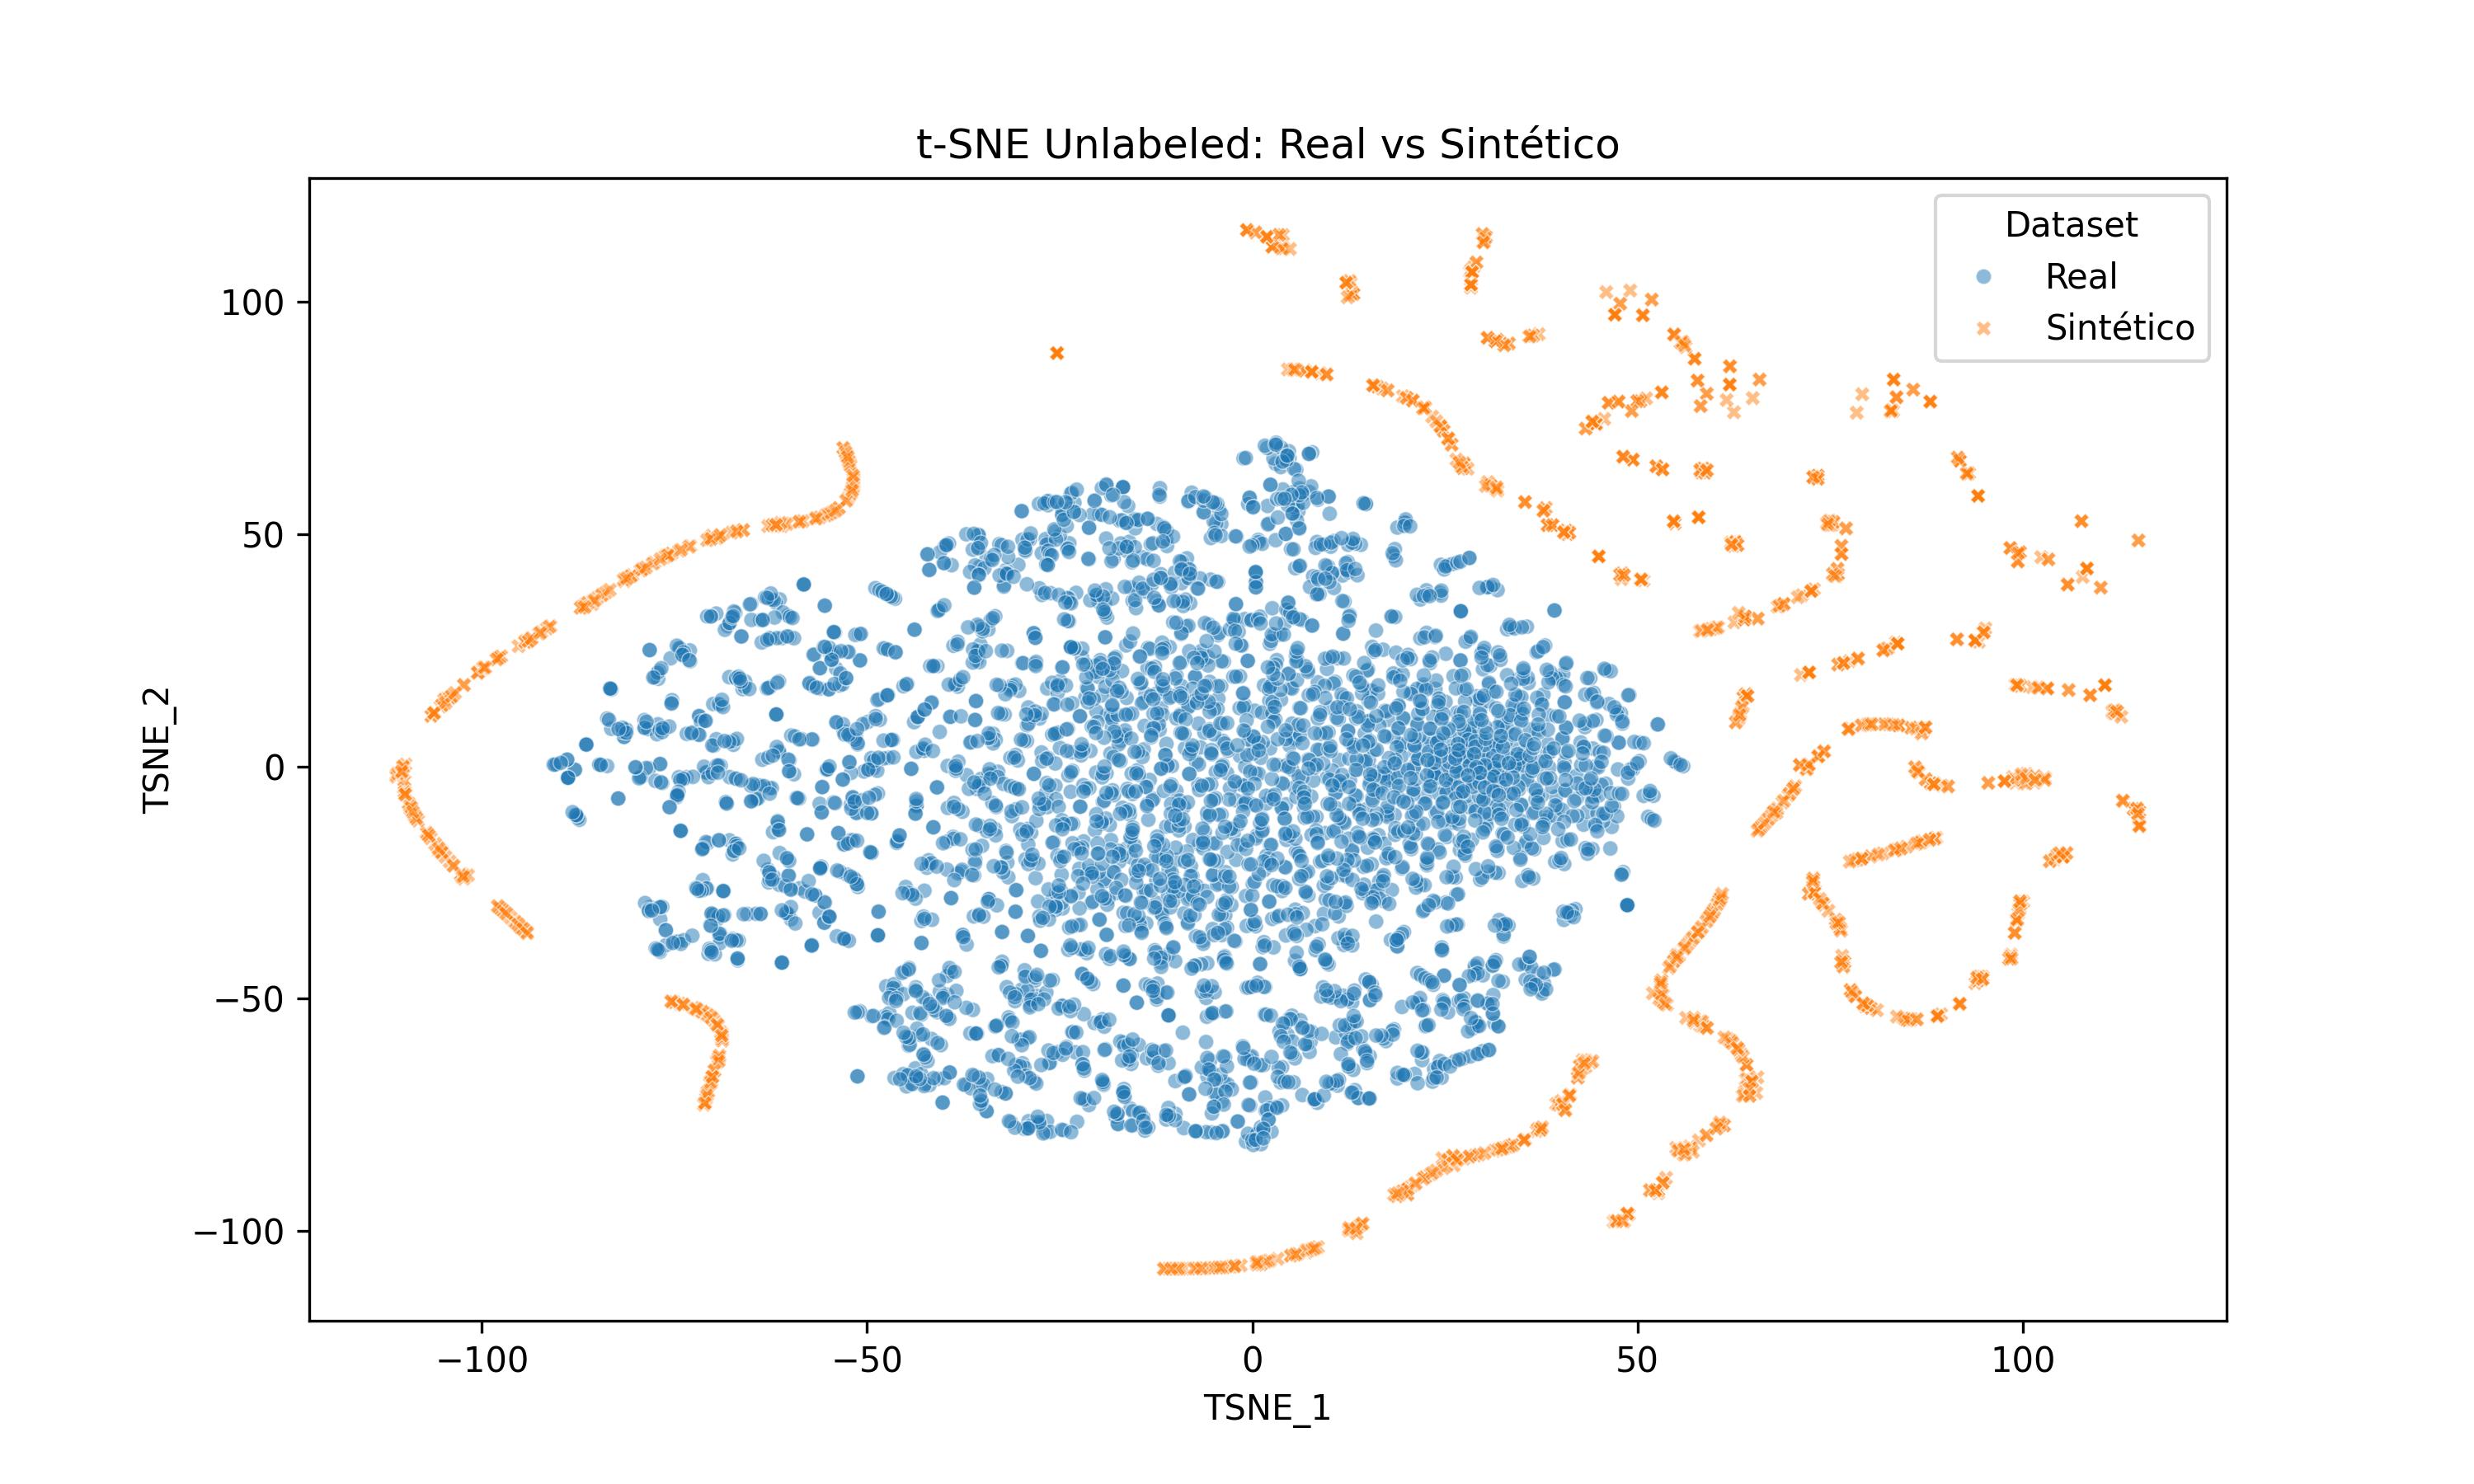 t-SNE Unlabeled: Real vs Sintético
Dataset
Real
Sintético
100
50
0
−50
−100
TSNE_2
−100
−50
0
50
100
TSNE_1